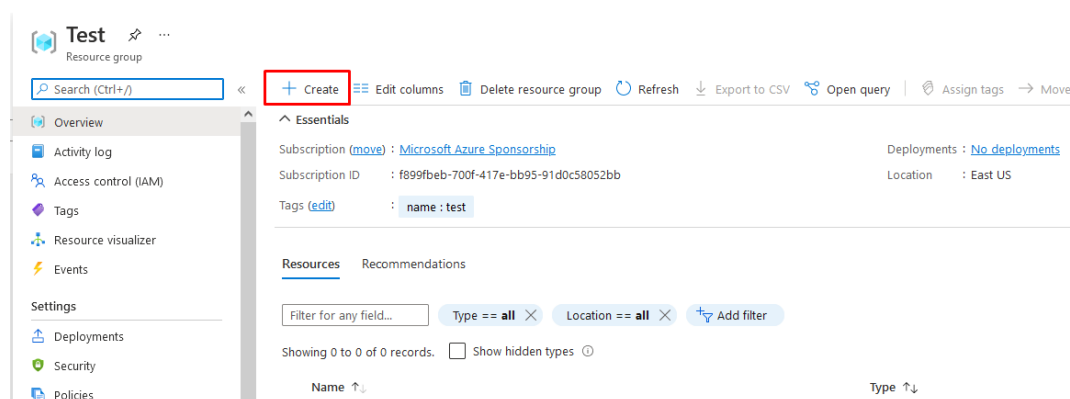 Test
Resource group
Search (Ctrl+/)
Overview
Activity log
Access control (IAM)
Tags
Resource visualizer
Events
Settings
Deployments
Security
Policies
Create Edit columns Delete resource group Refresh Export to CSV Open query Assign tags Move
Essentials
Subscription (move) : Microsoft Azure Sponsorship
Subscription ID : f899fbeb-700f-417e-bb95-91d0c58052bb
Tags (edit) : name : test
Deployments : No deployments
Location : East US
Resources Recommendations
Filter for any field... Type == all Location == all Add filter
Showing 0 to 0 of 0 records. Show hidden types
Name Type